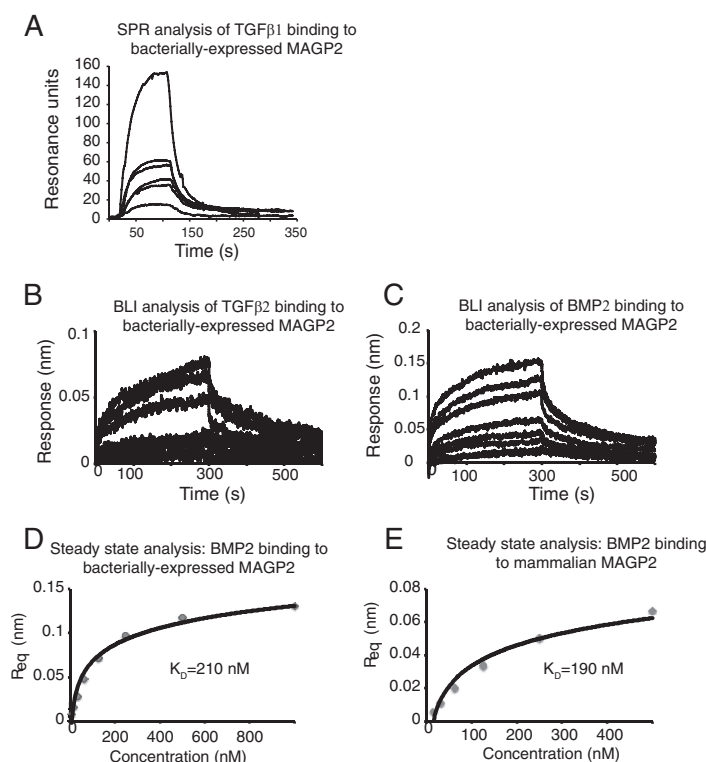 A
SPR analysis of TGFβ1 binding to
bacterially-expressed MAGP2
Resonance units
160
140
120
100
80
60
40
20
0
50
150
250
350
Time (s)
B
BLI analysis of TGFβ2 binding to
bacterially-expressed MAGP2
Response (nm)
0.1
0.05
0
0
100
300
500
Time (s)
C
BLI analysis of BMP2 binding to
bacterially-expressed MAGP2
Response (nm)
0.2
0.15
0.1
0.05
0
0
100
300
500
Time (s)
D
Steady state analysis: BMP2 binding to
bacterially-expressed MAGP2
Req (nm)
0.15
0.1
0.05
0
KD=210 nM
0
200
400
600
800
Concentration (nM)
E
Steady state analysis: BMP2 binding
to mammalian MAGP2
Req (nm)
0.08
0.06
0.04
0.02
0
KD=190 nM
0
100
200
300
400
Concentration (nM)